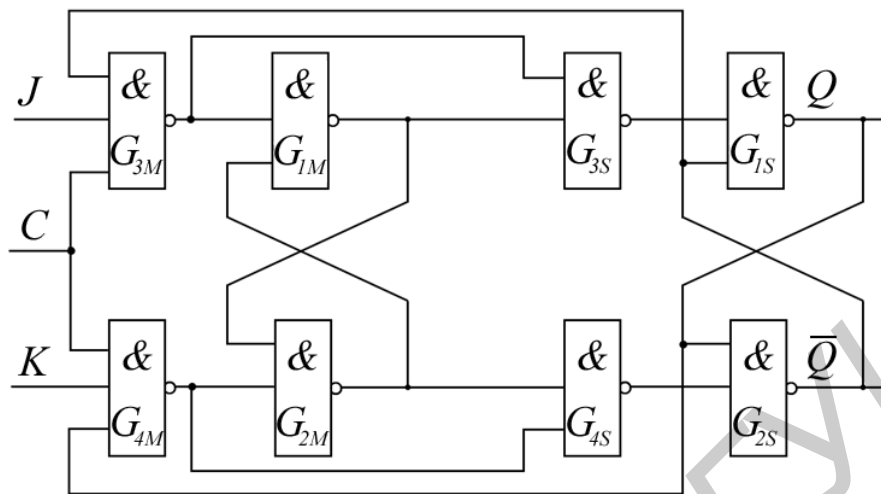 & & & & Q
J
G3M G1M G3S G1S
C
& & & & Q̅
K
G4M G2M G4S G2S